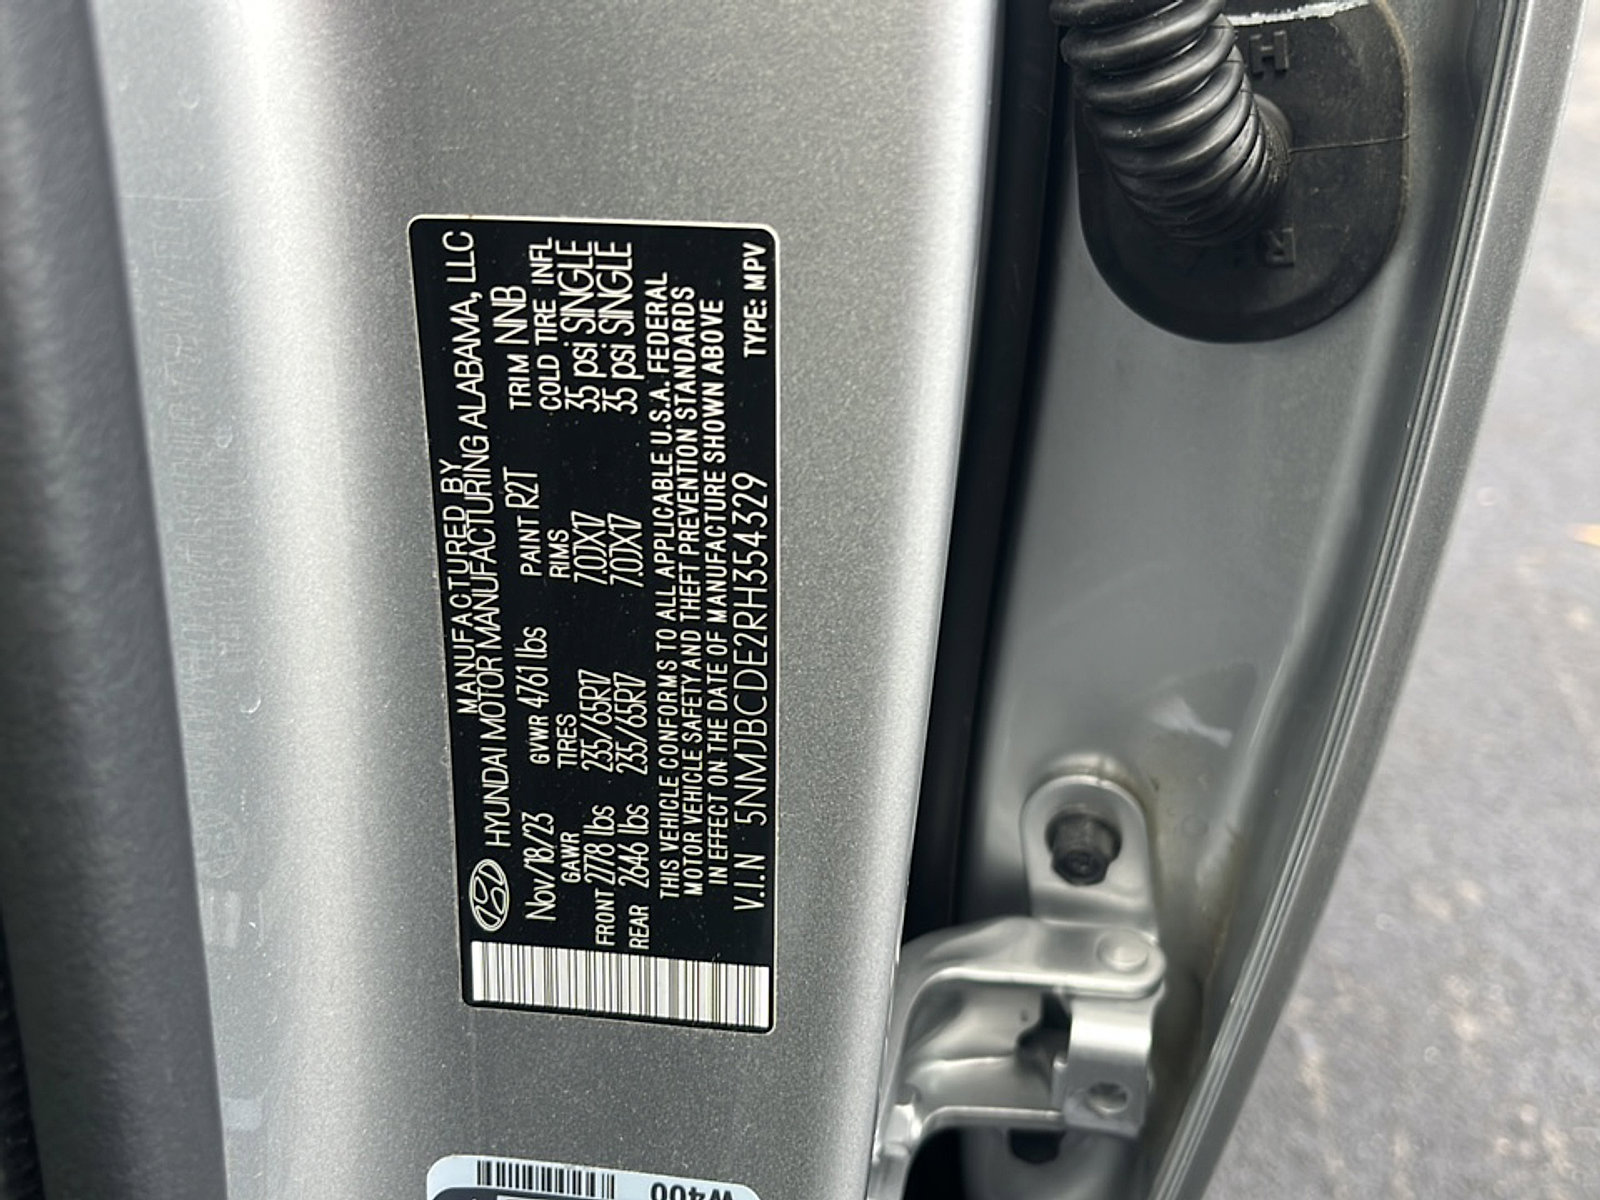 MANUFACTURED BY
HYUNDAI MOTOR MANUFACTURING ALABAMA, LLC
Nov/18/23 GVWR 4761 lbs PAINT R2T TRIM NNB
GAWR TIRES RIMS COLD TIRE INFL
FRONT 2778 lbs 235/65R17 7.0JX17 35 psi SINGLE
REAR 2646 lbs 235/65R17 7.0JX17 35 psi SINGLE
THIS VEHICLE CONFORMS TO ALL APPLICABLE U.S.A. FEDERAL
MOTOR VEHICLE SAFETY AND THEFT PREVENTION STANDARDS
IN EFFECT ON THE DATE OF MANUFACTURE SHOWN ABOVE
V.I.N 5NMJBCDE2RH354329 TYPE: MPV
W400
H
R